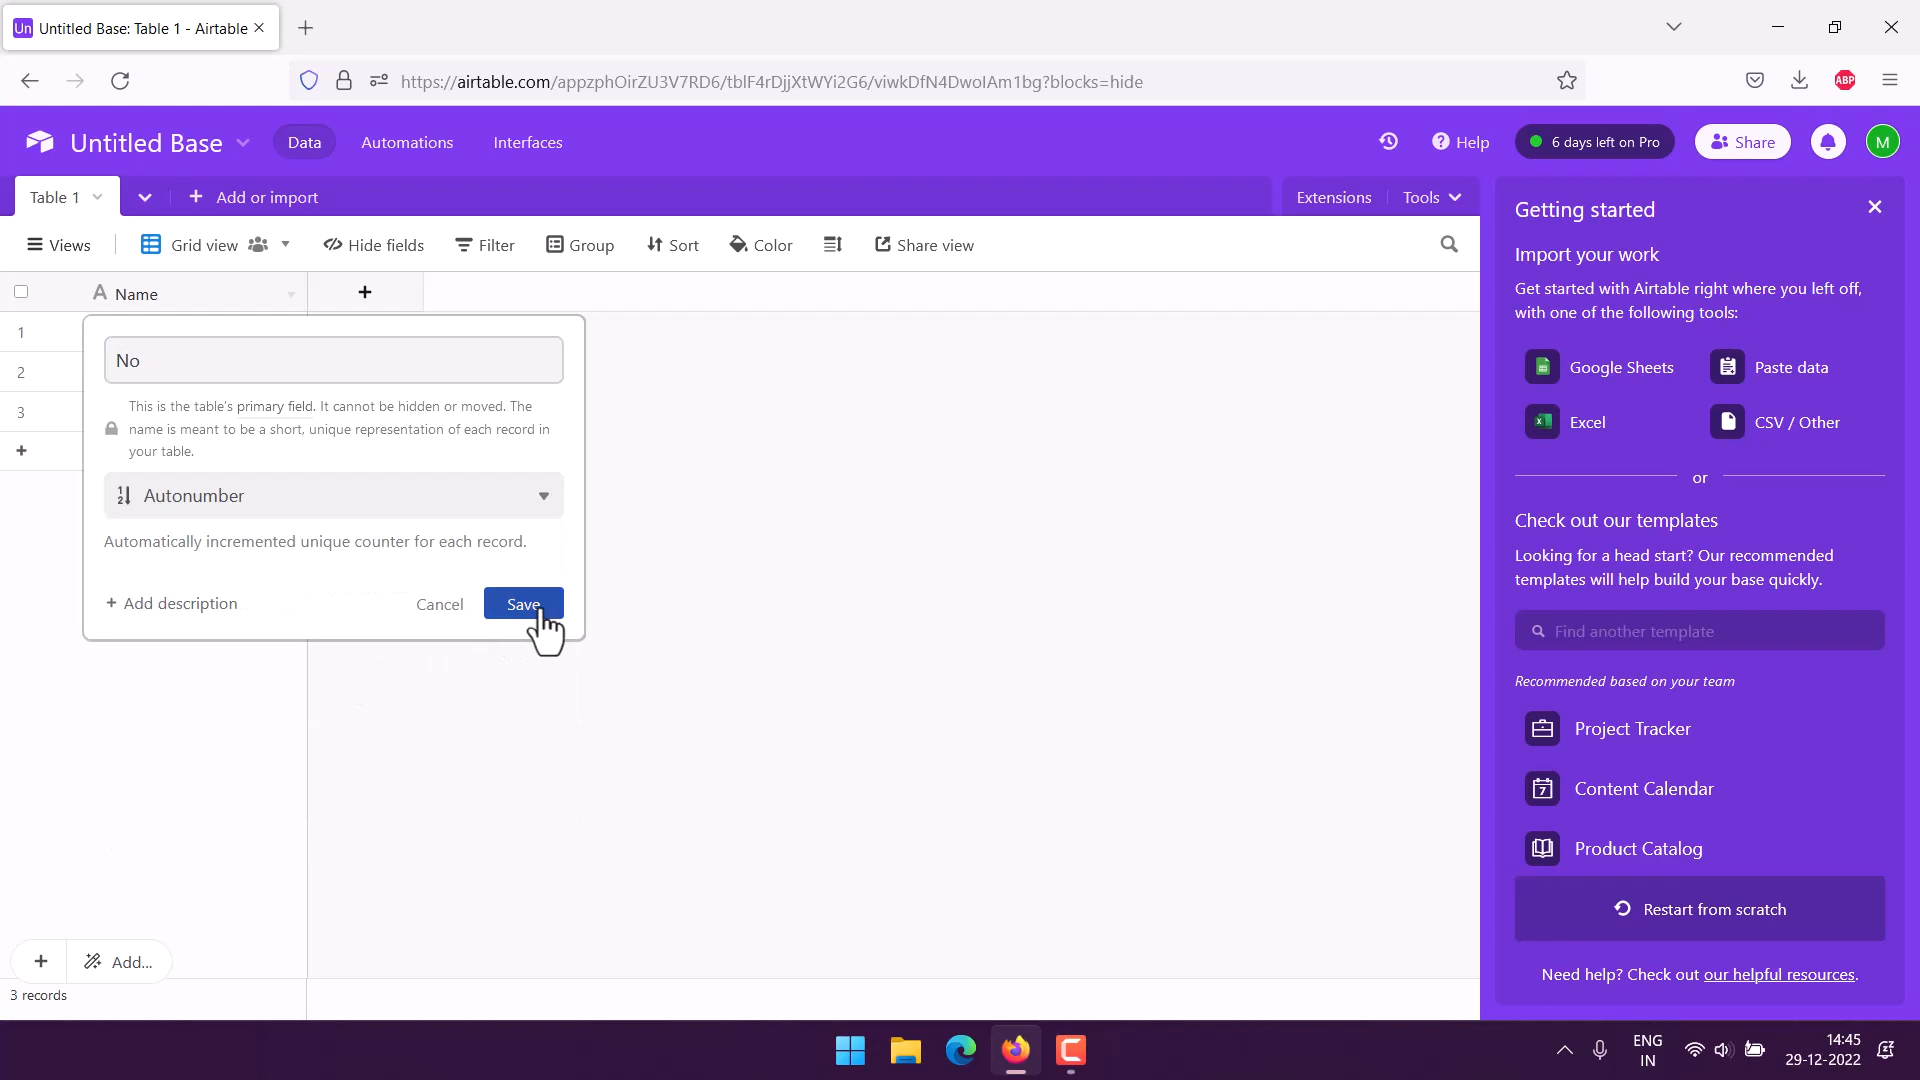 Un Untitled Base: Table 1 - Airtable
https://airtable.com/appzphOirZU3V7RD6/tblF4rDjjXtWYi2G6/viwkDfN4DwoIAm1bg?blocks=hide
ABP
Untitled Base
Data
Automations
Interfaces
Help
6 days left on Pro
Share
M
Table 1
Add or import
Extensions
Tools
Views
Grid view
Hide fields
Filter
Group
Sort
Color
Share view
A Name
1
2
3
No
This is the table's primary field. It cannot be hidden or moved. The
name is meant to be a short, unique representation of each record in
your table.
Autonumber
Automatically incremented unique counter for each record.
+ Add description
Cancel
Save
Add...
3 records
Getting started
Import your work
Get started with Airtable right where you left off,
with one of the following tools:
Google Sheets
Paste data
Excel
CSV / Other
or
Check out our templates
Looking for a head start? Our recommended
templates will help build your base quickly.
Find another template
Recommended based on your team
Project Tracker
Content Calendar
Product Catalog
Restart from scratch
Need help? Check out our helpful resources.
ENG
IN
14:45
29-12-2022